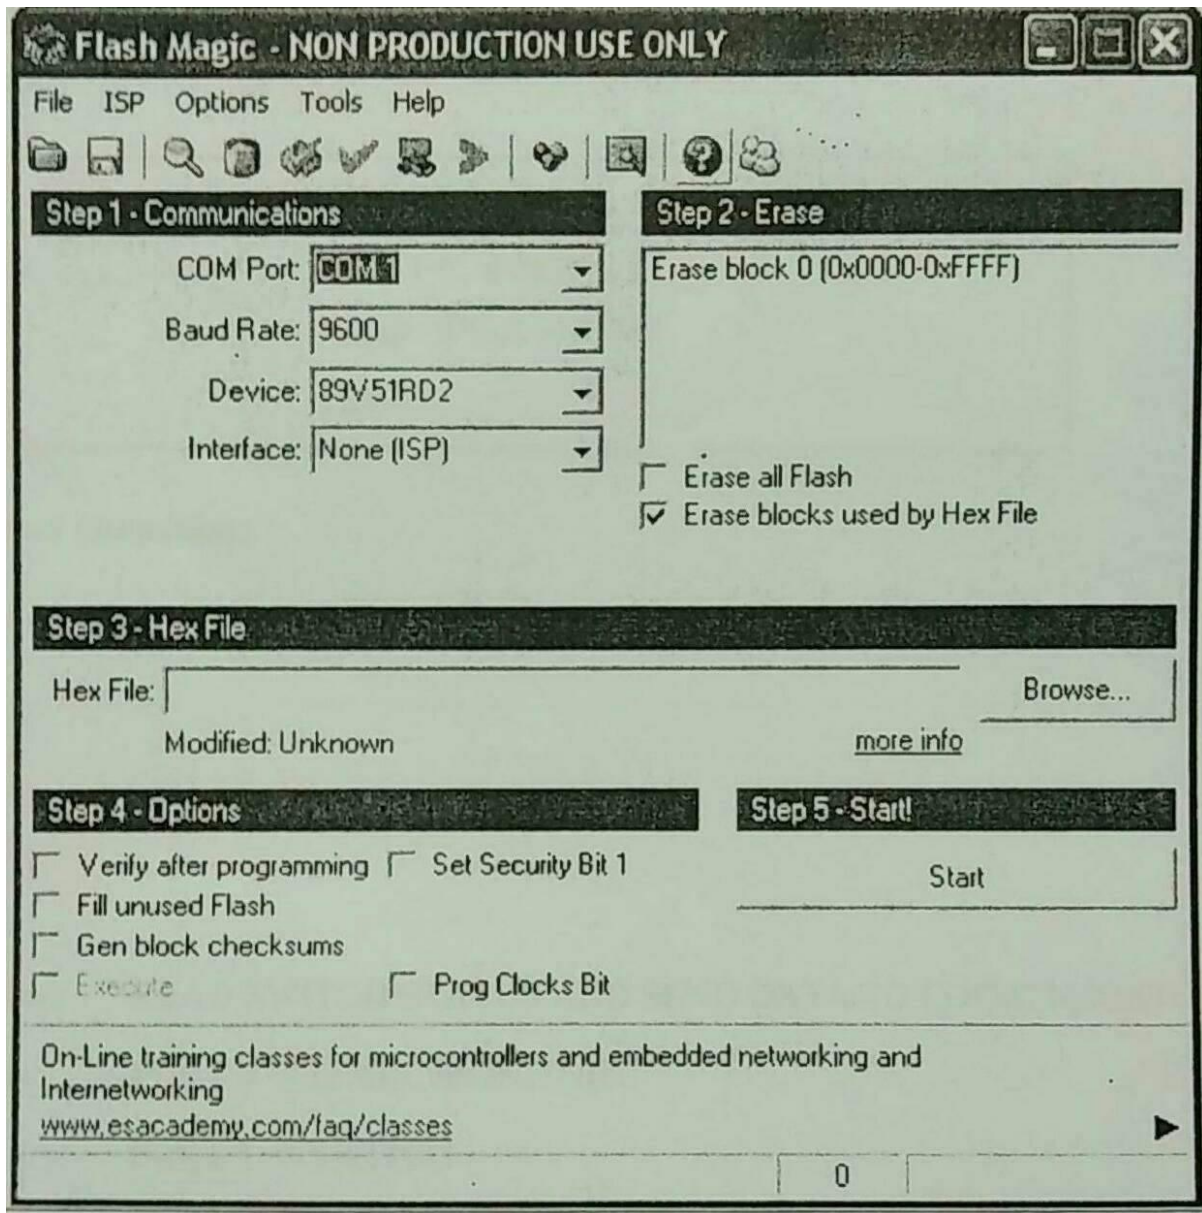 Flash Magic - NON PRODUCTION USE ONLY
File ISP Options Tools Help
Step 1 - Communications
COM Port: COM 1
Baud Rate: 9600
Device: 89V51RD2
Interface: None (ISP)
Step 2 - Erase
Erase block 0 (0x0000-0xFFFF)
Erase all Flash
Erase blocks used by Hex File
Step 3 - Hex File
Hex File:
Browse...
Modified: Unknown
more info
Step 4 - Options
Verify after programming
Set Security Bit 1
Fill unused Flash
Gen block checksums
Execute
Prog Clocks Bit
Step 5 - Start!
Start
On-Line training classes for microcontrollers and embedded networking and
Internetworking
www.esacademy.com/faq/classes
0